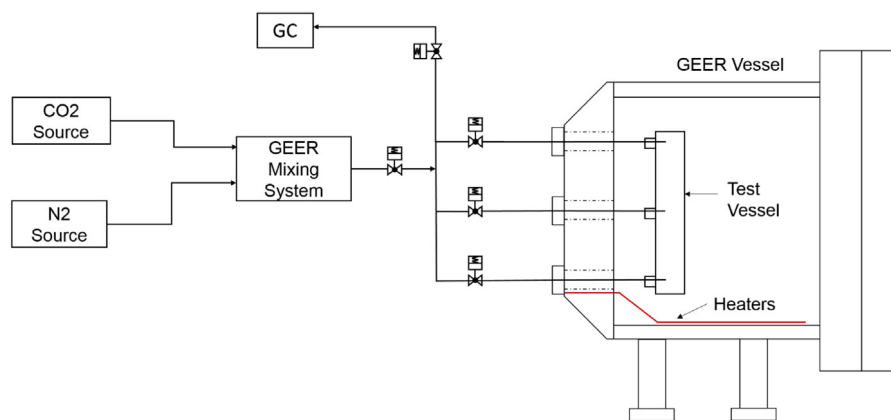 GC
GEER Vessel
CO2
Source
GEER
Mixing
System
N2
Source
Test
Vessel
Heaters